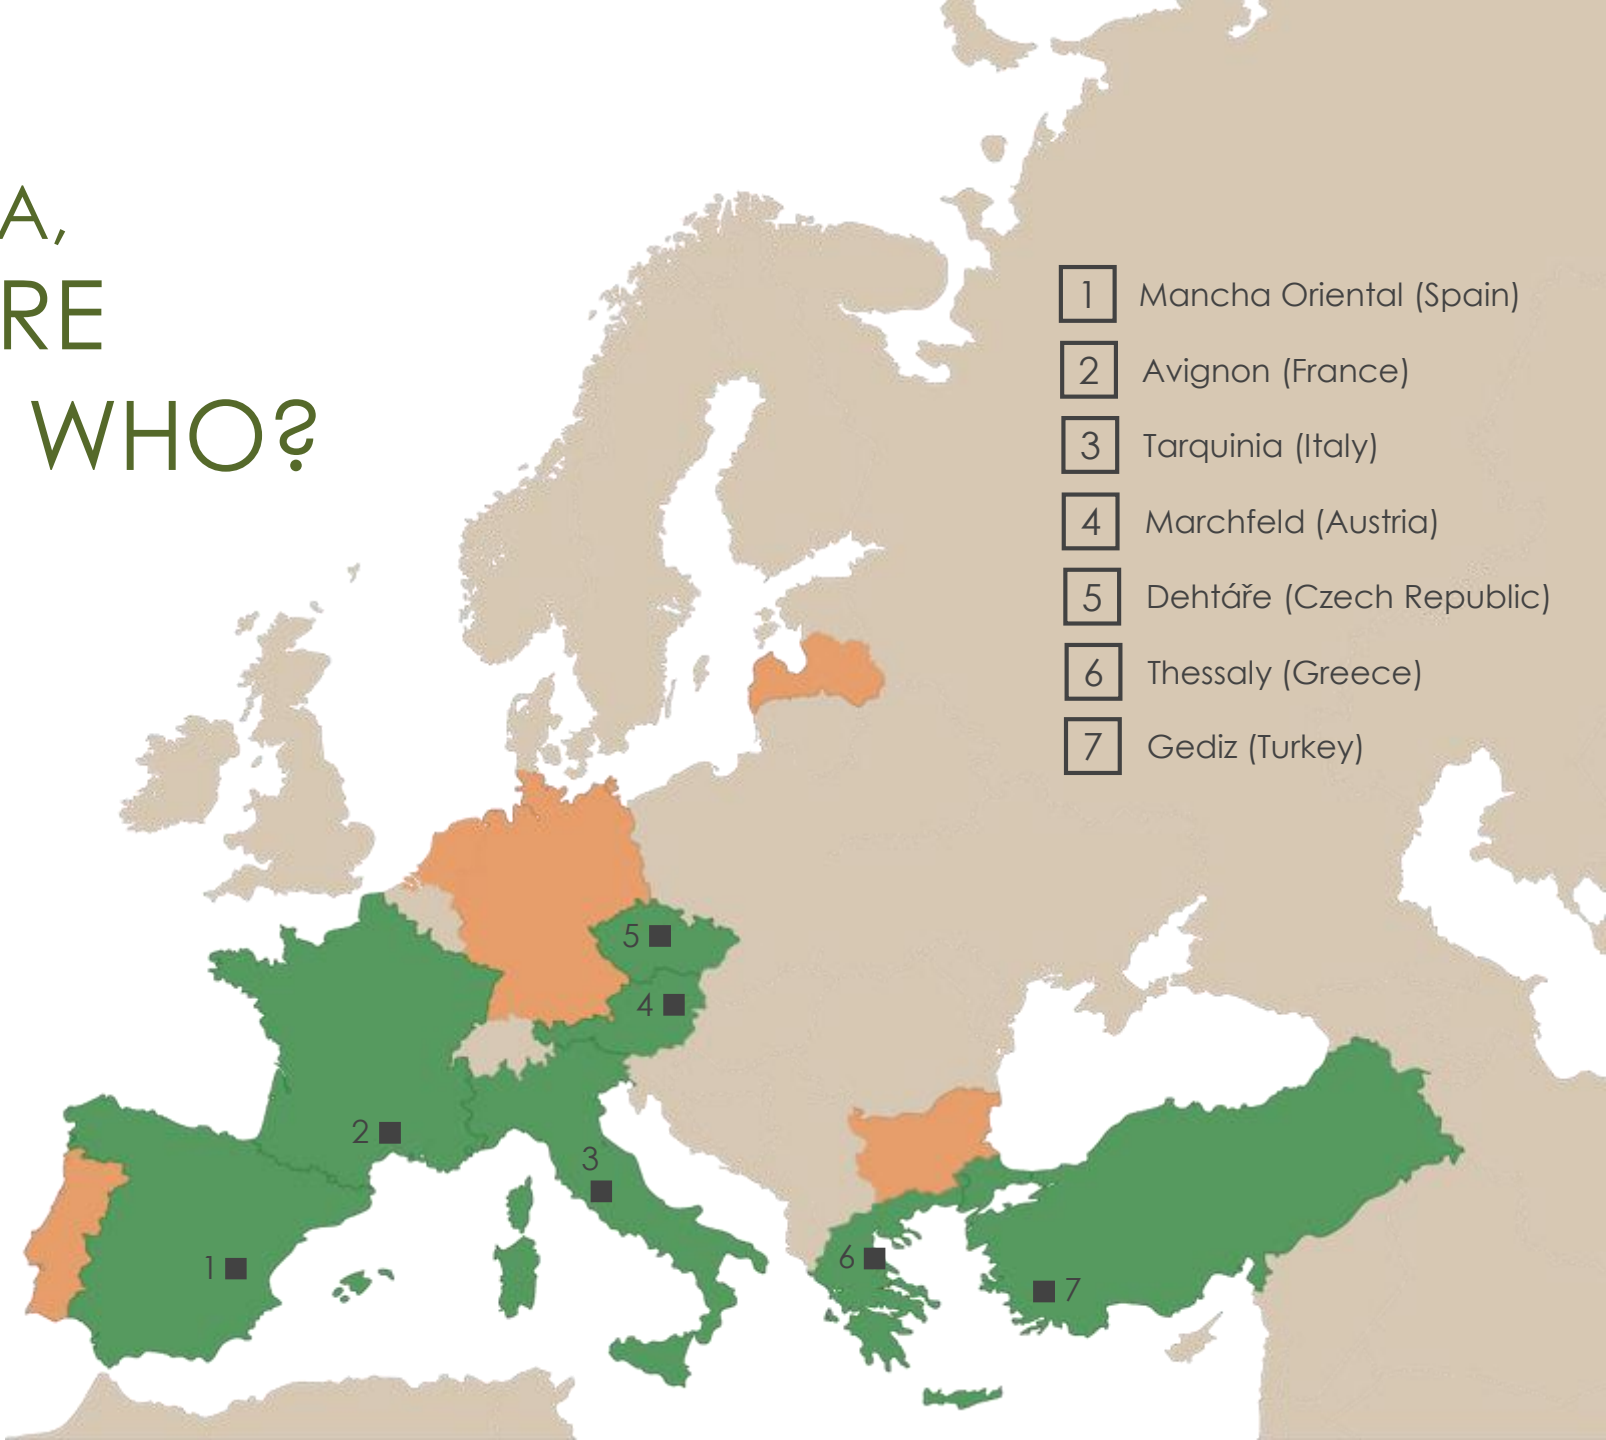 A,
RE
WHO?
1 Mancha Oriental (Spain)
2 Avignon (France)
3 Tarquinia (Italy)
4 Marchfeld (Austria)
5 Dehtáře (Czech Republic)
6 Thessaly (Greece)
7 Gediz (Turkey)
5
4
2
3
1
6
7